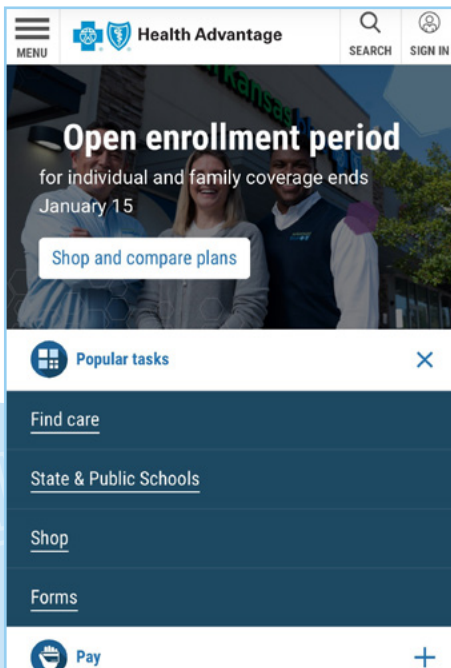 MENU
Health Advantage
SEARCH
SIGN IN
kansas
Open enrollment period
for individual and family coverage ends
January 15
Shop and compare plans
Popular tasks
Find care
State & Public Schools
Shop
Forms
Pay